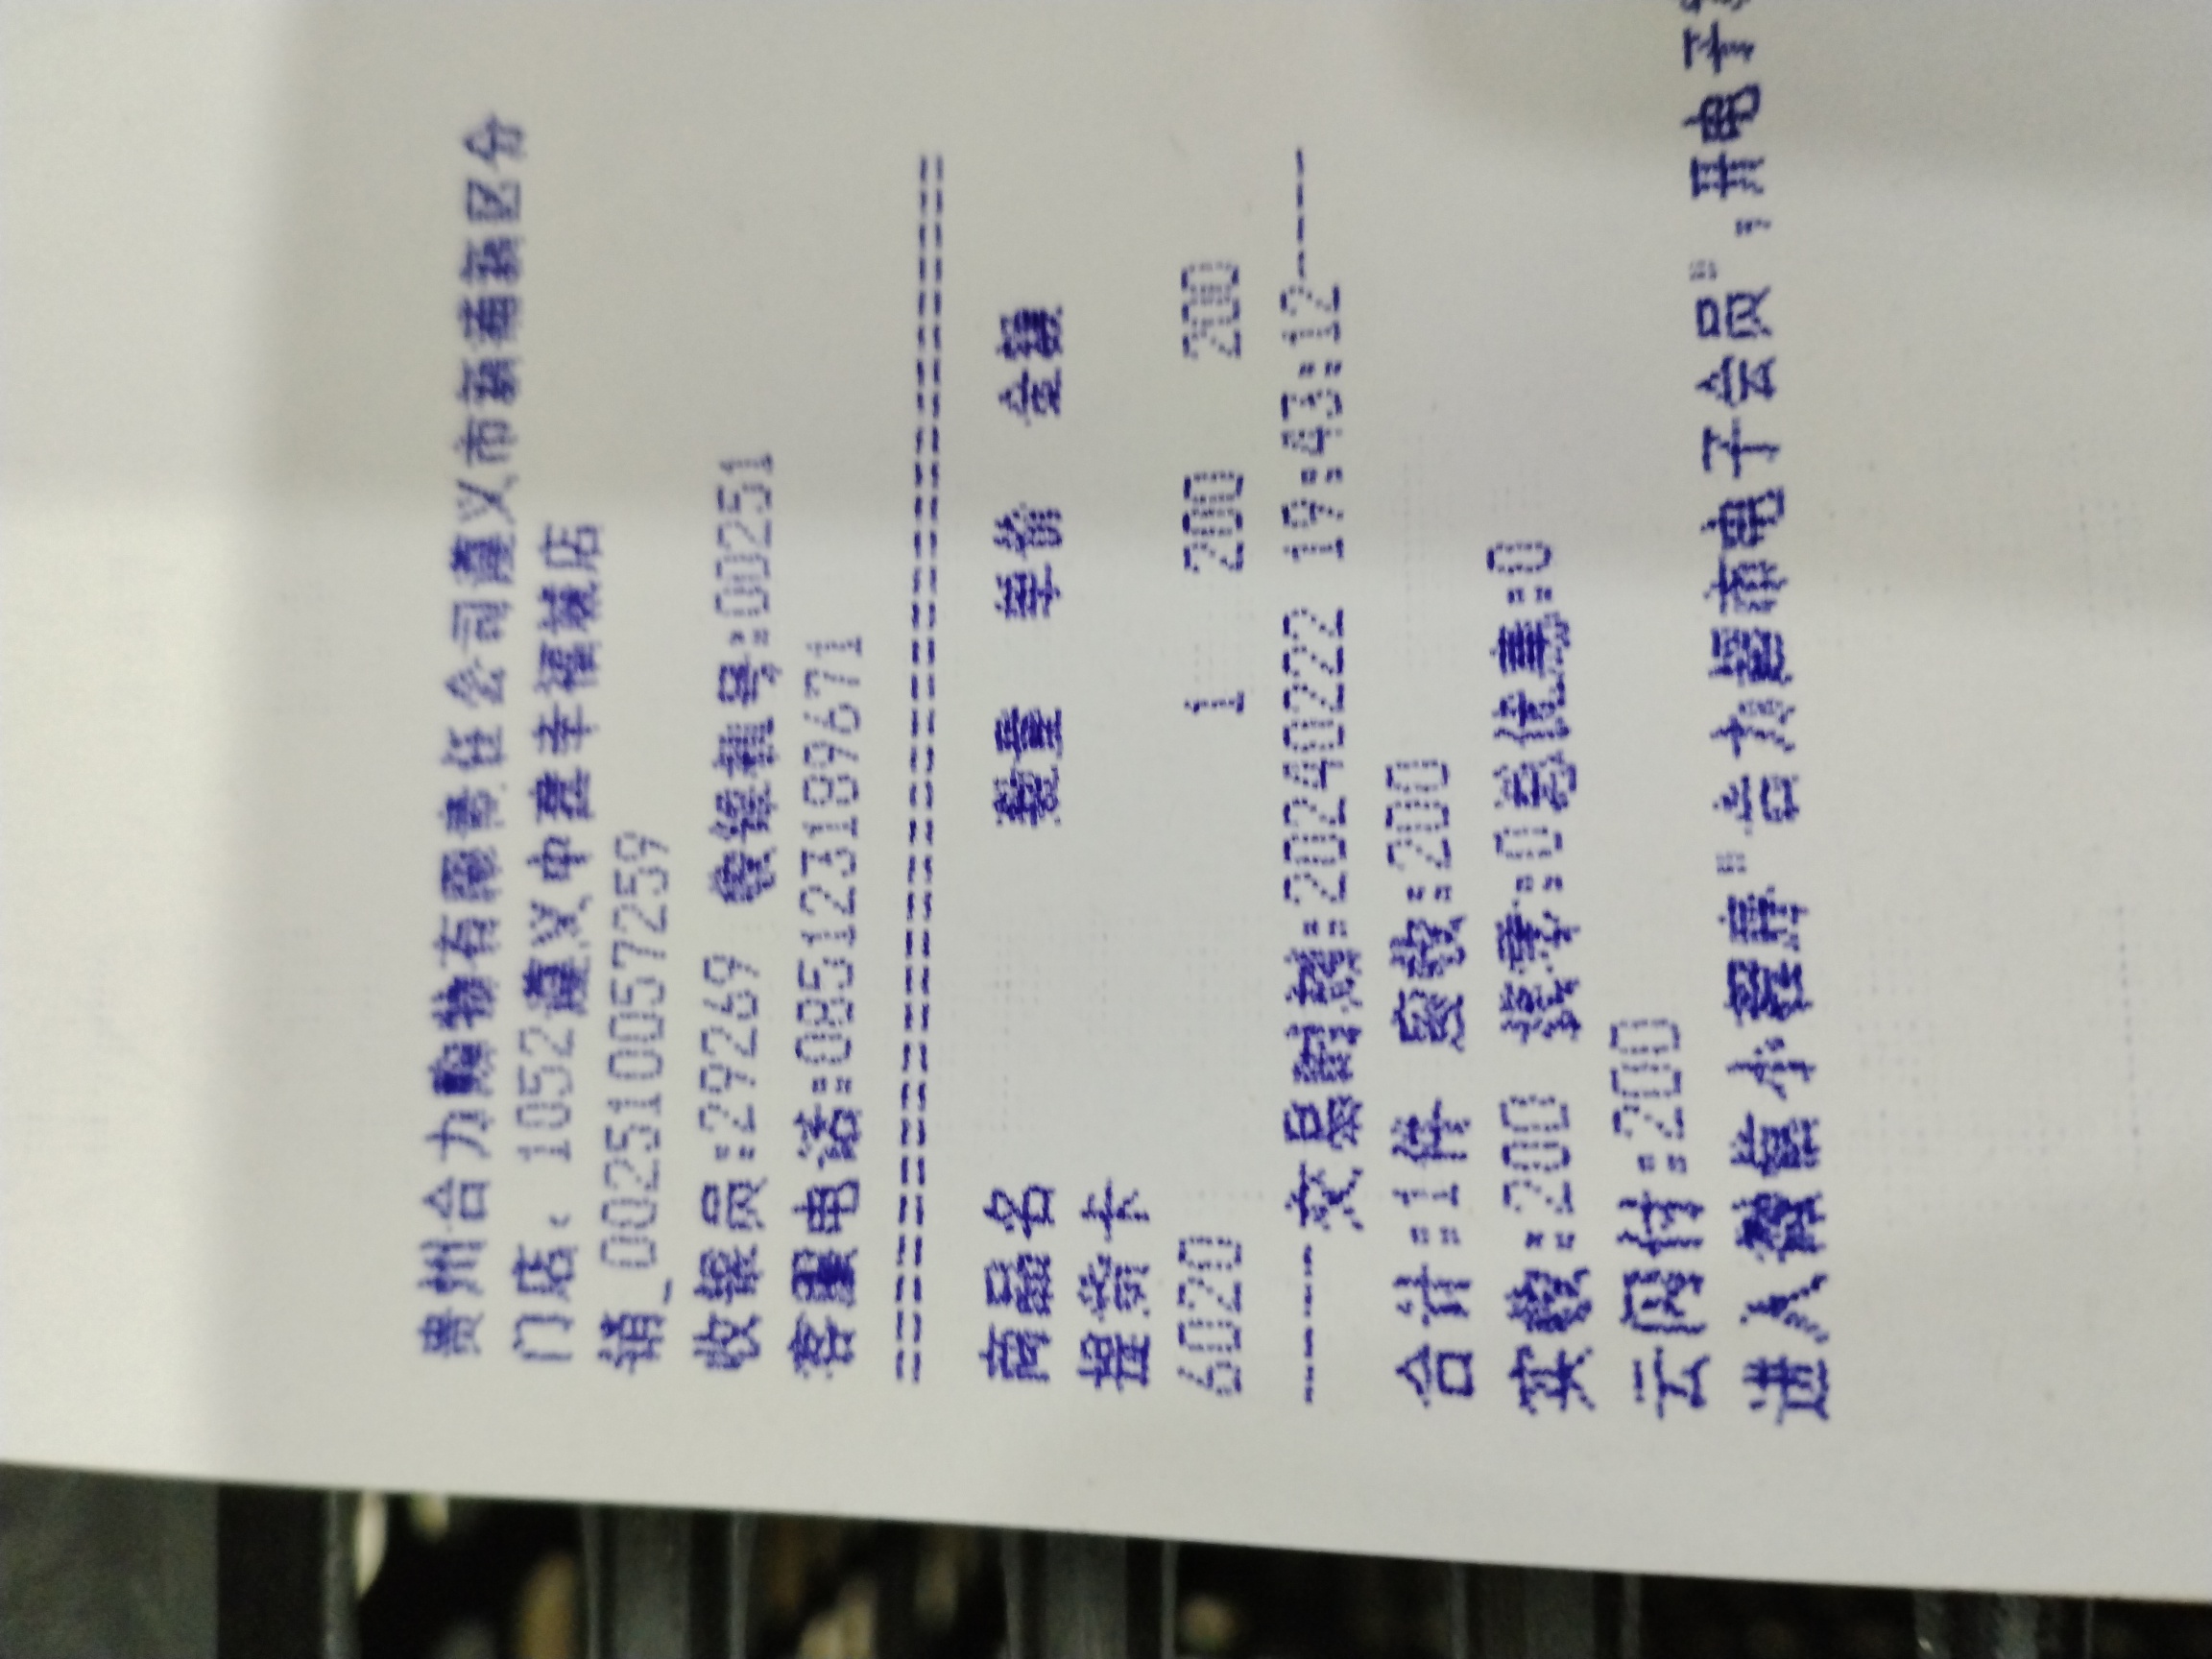 贵州合力购物有限责任公司遵义市新蒲新区分
门店：1052遵义中建幸福城店
销_00251005725​9
收银员:29269 收银机号:00251
客服电话:085123189671
================================
商品名 数量 单价 金额
提货卡
6020 1 200 200
------交易时间:20240222 19:43:12-----
合计:1件 应收:200
实收:200 找零:0总优惠:0
云闪付:200
进入微信小程序"合力超市电子会员",开电子